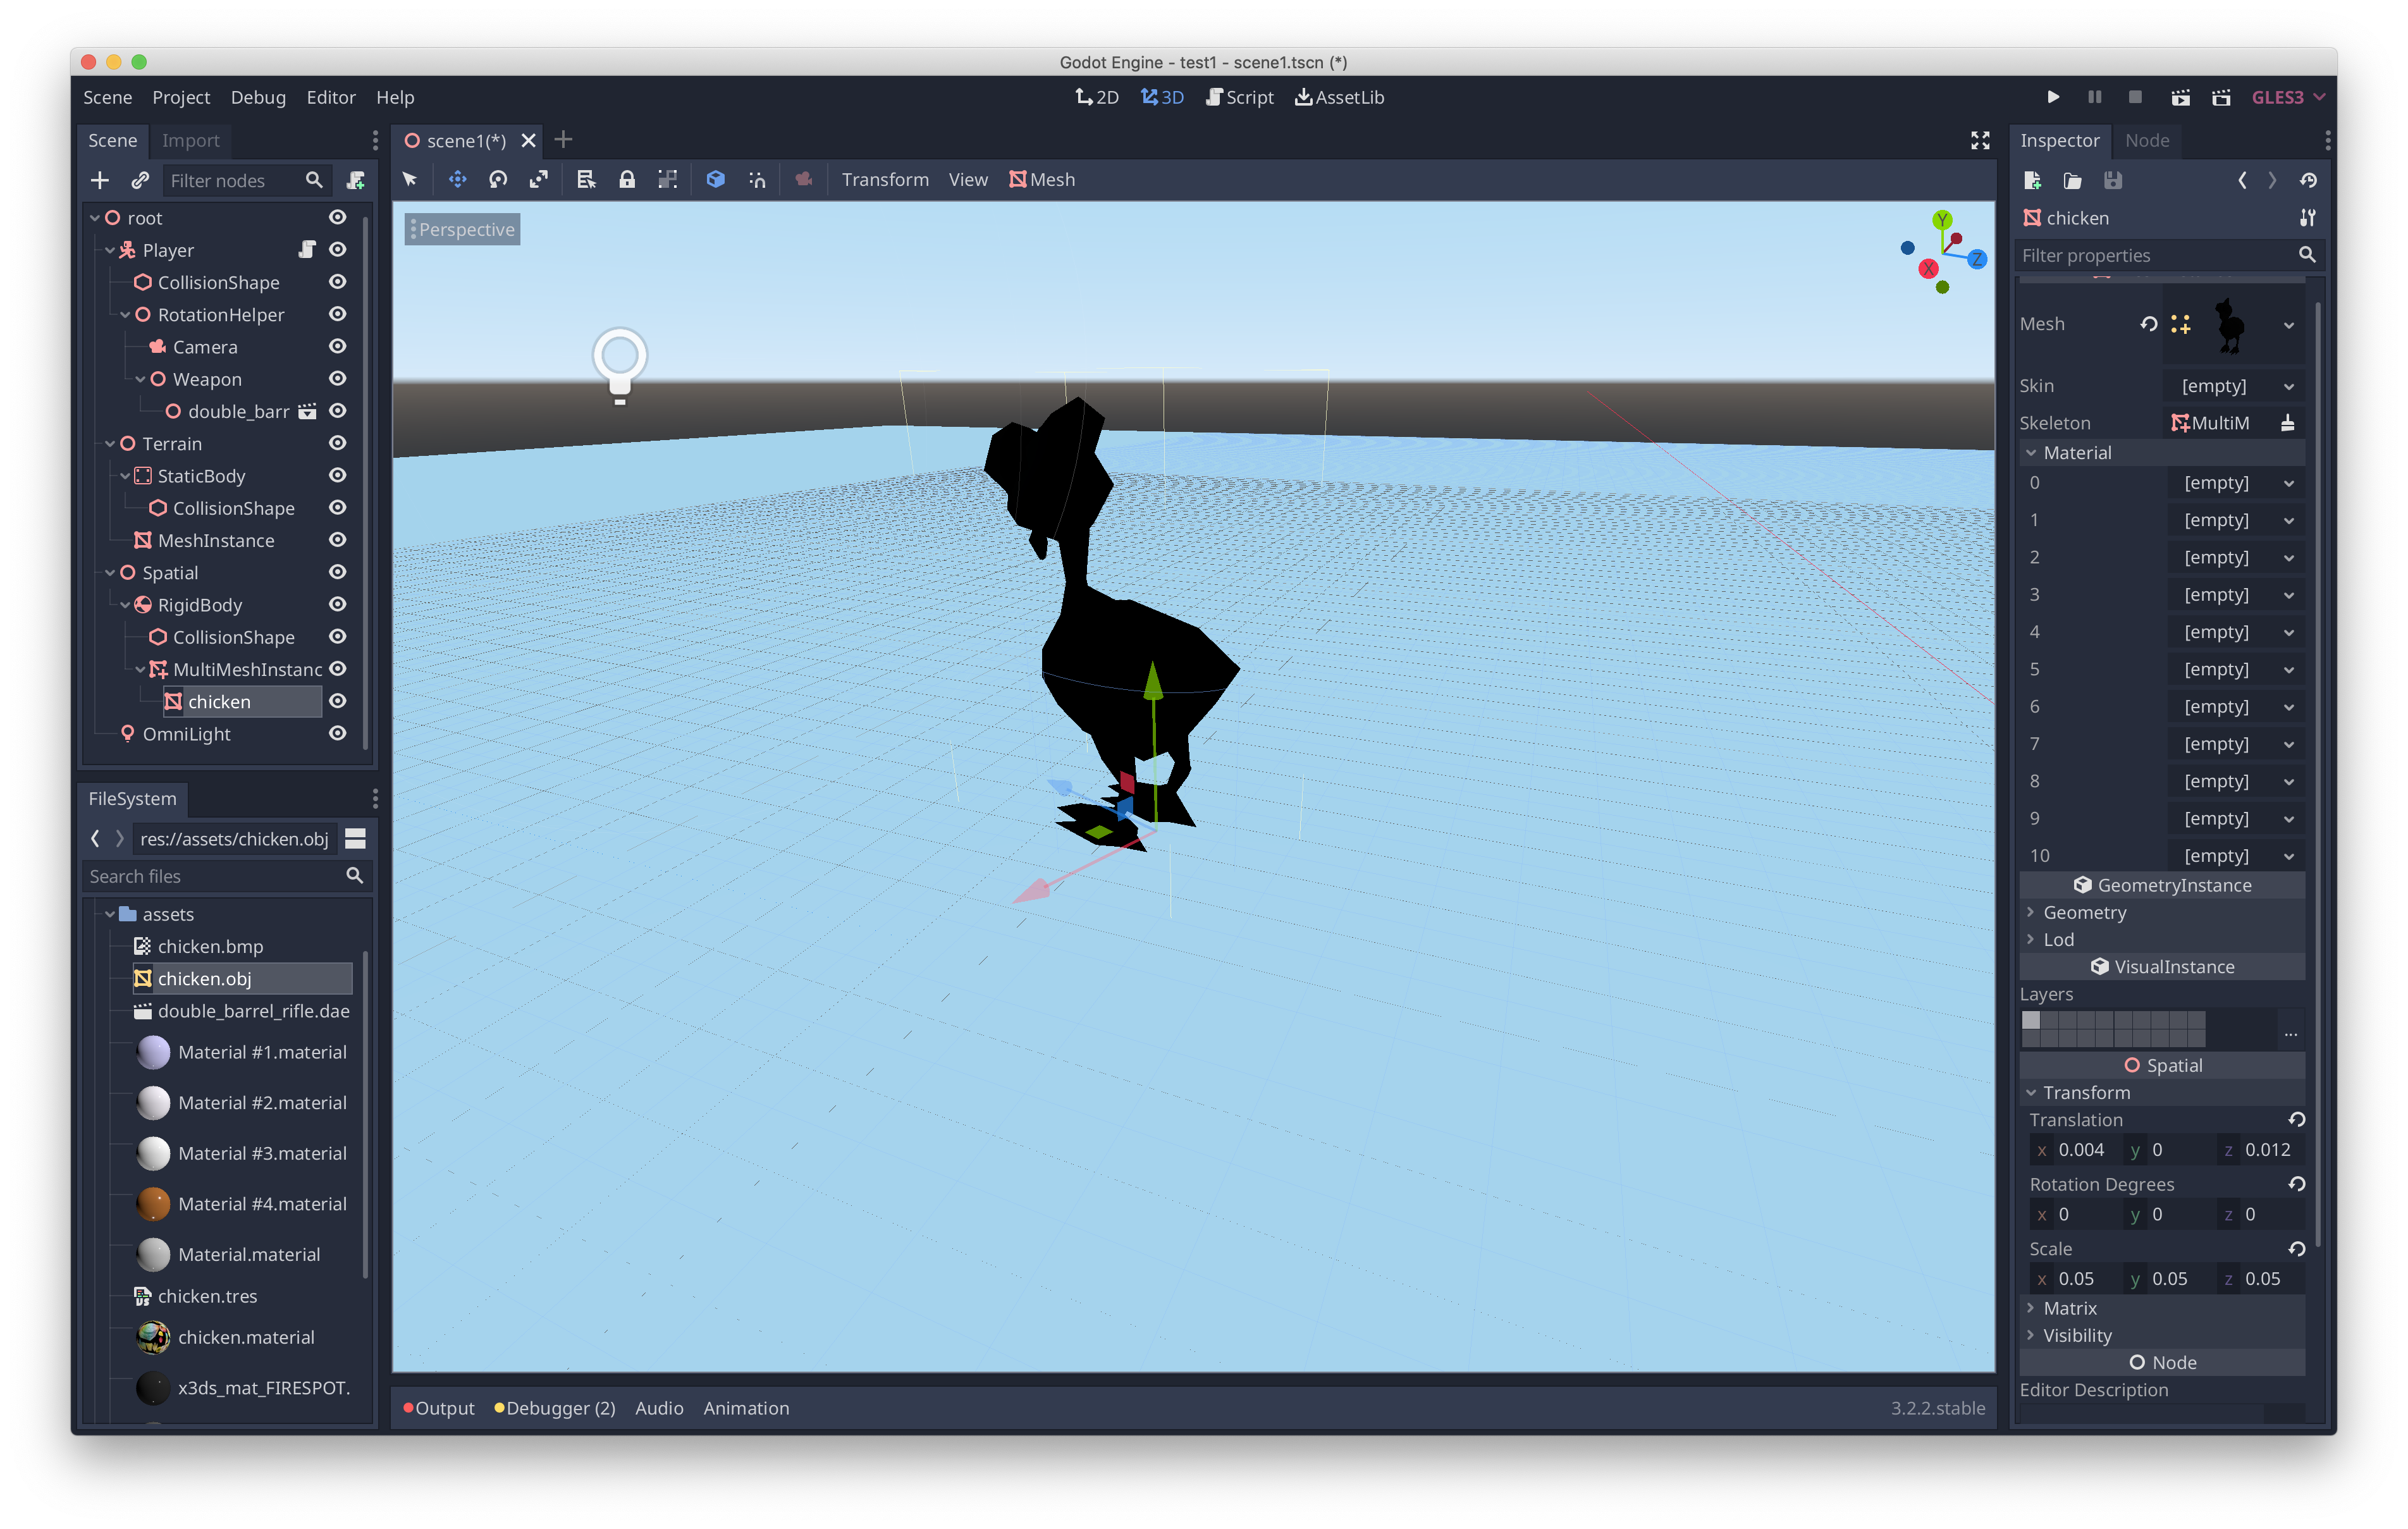 Godot Engine - test1 - scene1.tscn (*)
Scene Project Debug Editor Help
2D 3D Script AssetLib
GLES3
Scene Import
Filter nodes
root
Player
CollisionShape
RotationHelper
Camera
Weapon
double_barr
Terrain
StaticBody
CollisionShape
MeshInstance
Spatial
RigidBody
CollisionShape
MultiMeshInstanc
chicken
OmniLight
FileSystem
res://assets/chicken.obj
Search files
assets
chicken.bmp
chicken.obj
double_barrel_rifle.dae
Material #1.material
Material #2.material
Material #3.material
Material #4.material
Material.material
chicken.tres
chicken.material
x3ds_mat_FIRESPOT.
scene1(*)
Transform View Mesh
Perspective
Y
X
Z
Output Debugger (2) Audio Animation
3.2.2.stable
Inspector Node
chicken
Filter properties
Mesh
Skin [empty]
Skeleton MultiM
Material
0 [empty]
1 [empty]
2 [empty]
3 [empty]
4 [empty]
5 [empty]
6 [empty]
7 [empty]
8 [empty]
9 [empty]
10 [empty]
GeometryInstance
Geometry
Lod
VisualInstance
Layers
...
Spatial
Transform
Translation
x 0.004 y 0 z 0.012
Rotation Degrees
x 0 y 0 z 0
Scale
x 0.05 y 0.05 z 0.05
Matrix
Visibility
Node
Editor Description